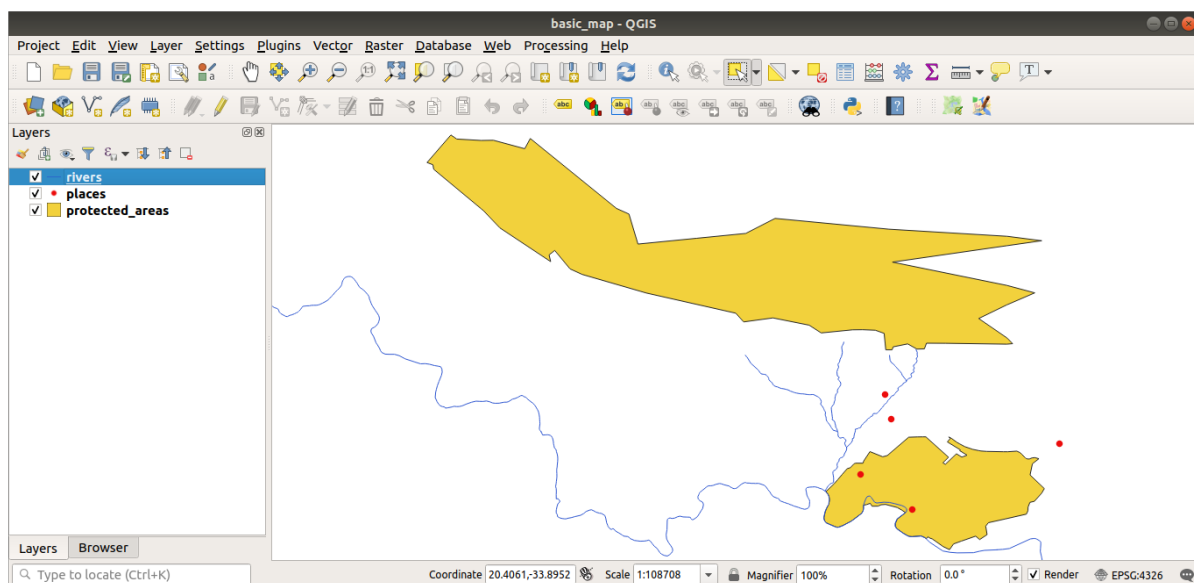 basic_map - QGIS
Project Edit View Layer Settings Plugins Vector Raster Database Web Processing Help
Layers
rivers
places
protected_areas
Layers Browser
Type to locate (Ctrl+K) Coordinate 20.4061,-33.8952 Scale 1:108708 Magnifier 100% Rotation 0.0 ° Render EPSG:4326